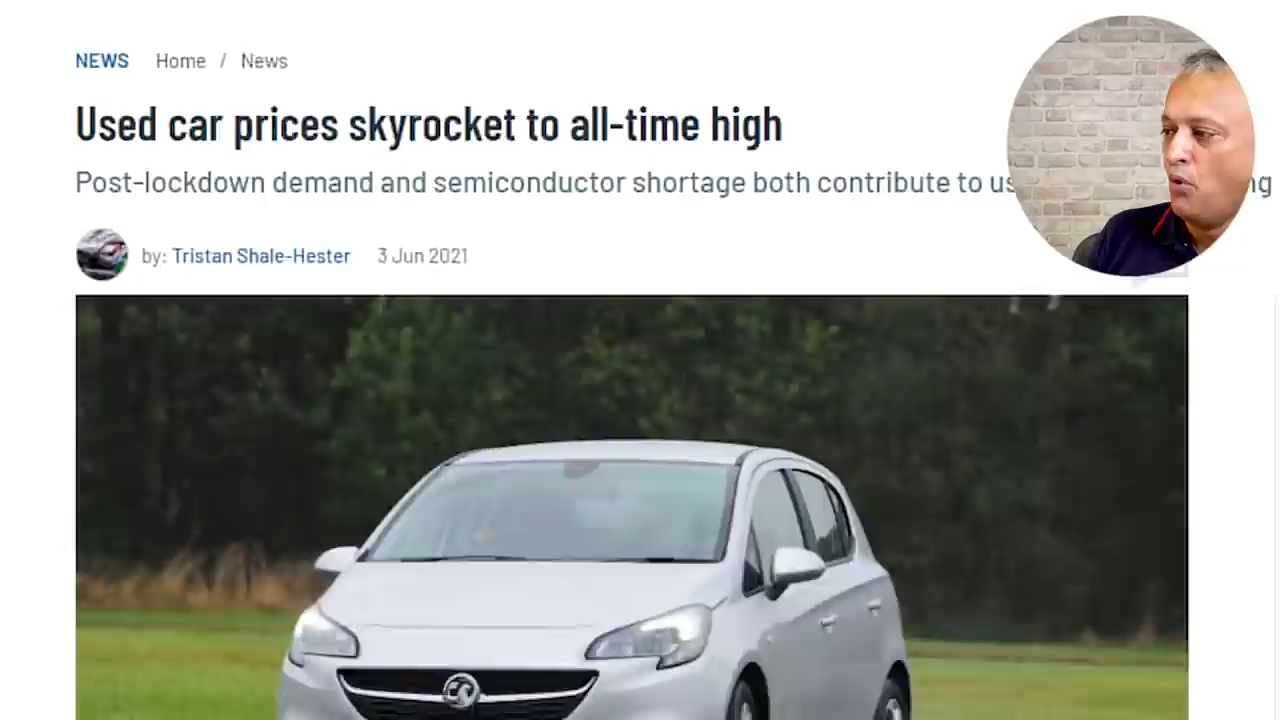 NEWS Home / News
Used car prices skyrocket to all-time high
Post-lockdown demand and semiconductor shortage both contribute to
by: Tristan Shale-Hester 3 Jun 2021